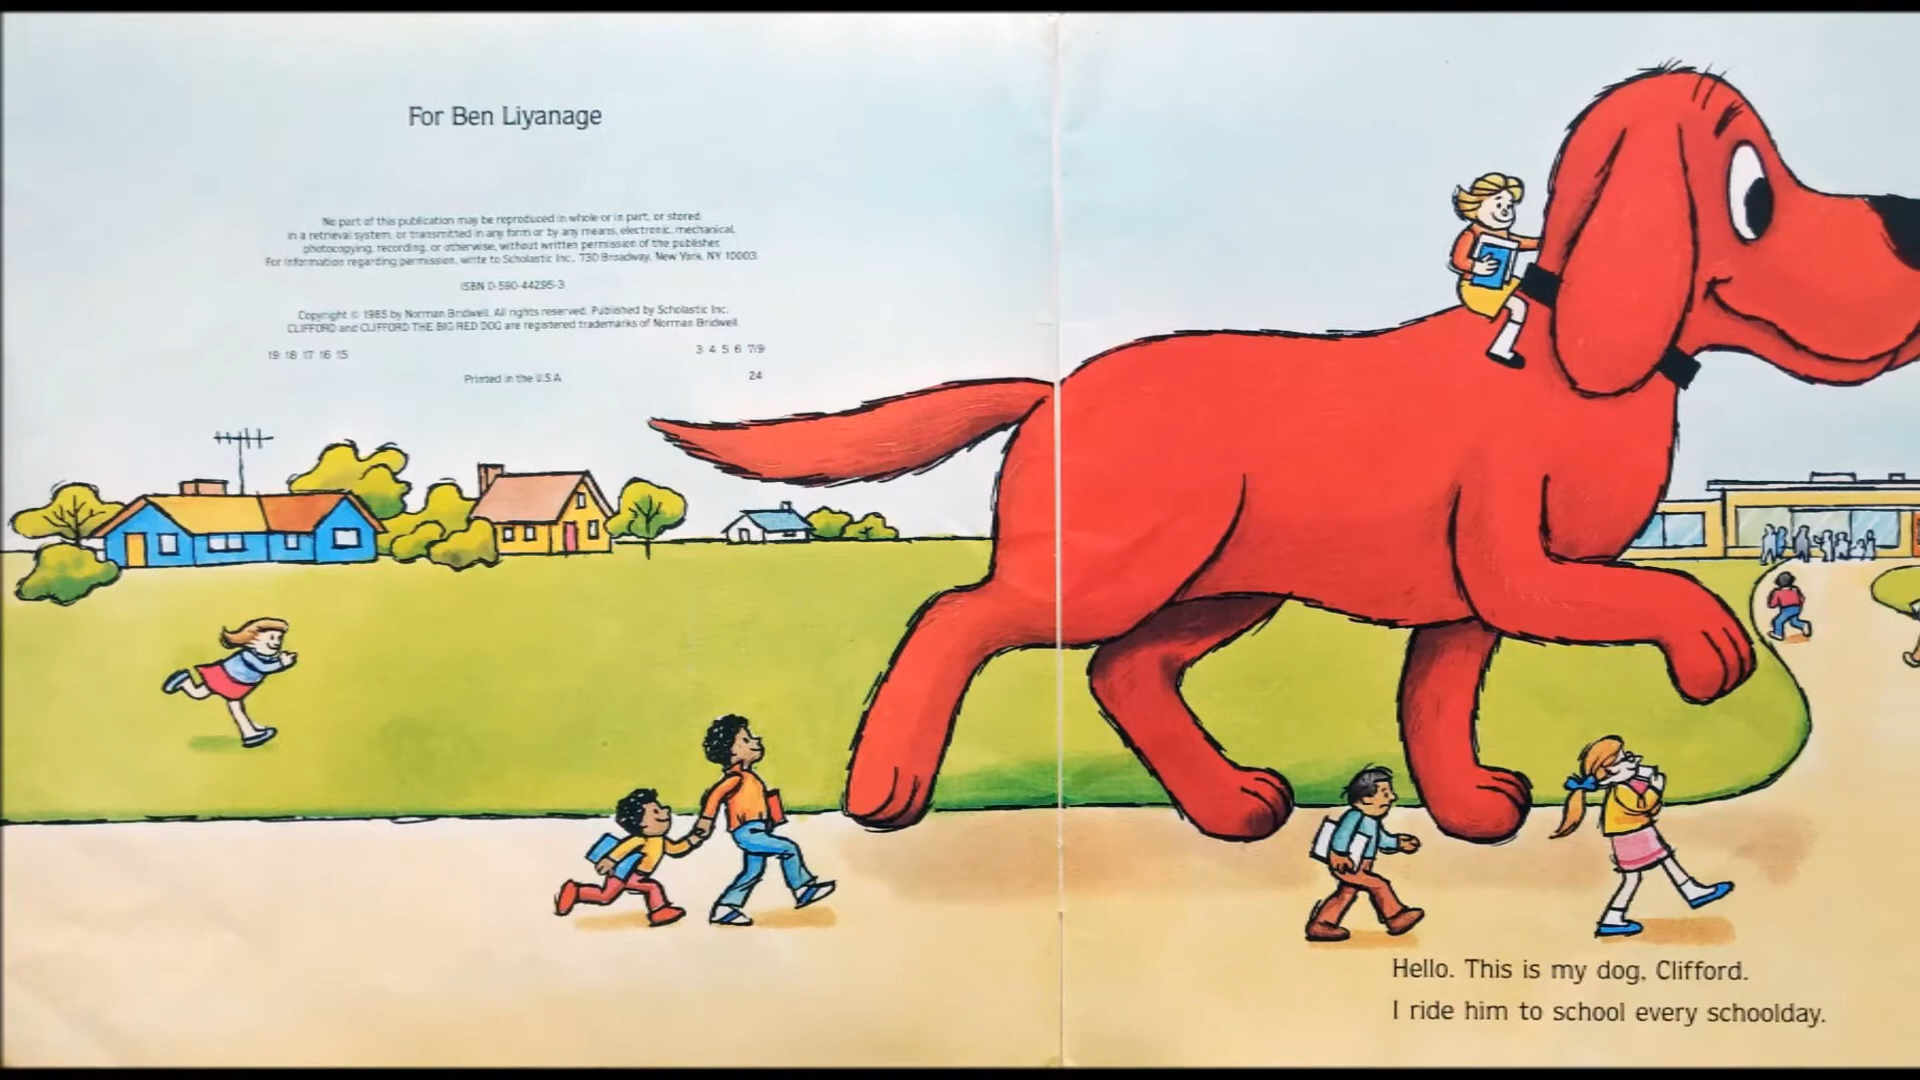 For Ben Liyanage
No part of this publication may be reproduced in whole or in part, or stored
in a retrieval system, or transmitted in any form or by any means, electronic, mechanical,
photocopying, recording, or otherwise, without written permission of the publisher.
For information regarding permission, write to Scholastic Inc., 730 Broadway, New York, NY 10003.
ISBN 0-590-44295-3
Copyright © 1985 by Norman Bridwell. All rights reserved. Published by Scholastic Inc.
CLIFFORD and CLIFFORD THE BIG RED DOG are registered trademarks of Norman Bridwell.
19 18 17 16 15
3 4 5 6 7/9
Printed in the U.S.A.
24
Hello. This is my dog, Clifford.
I ride him to school every schoolday.